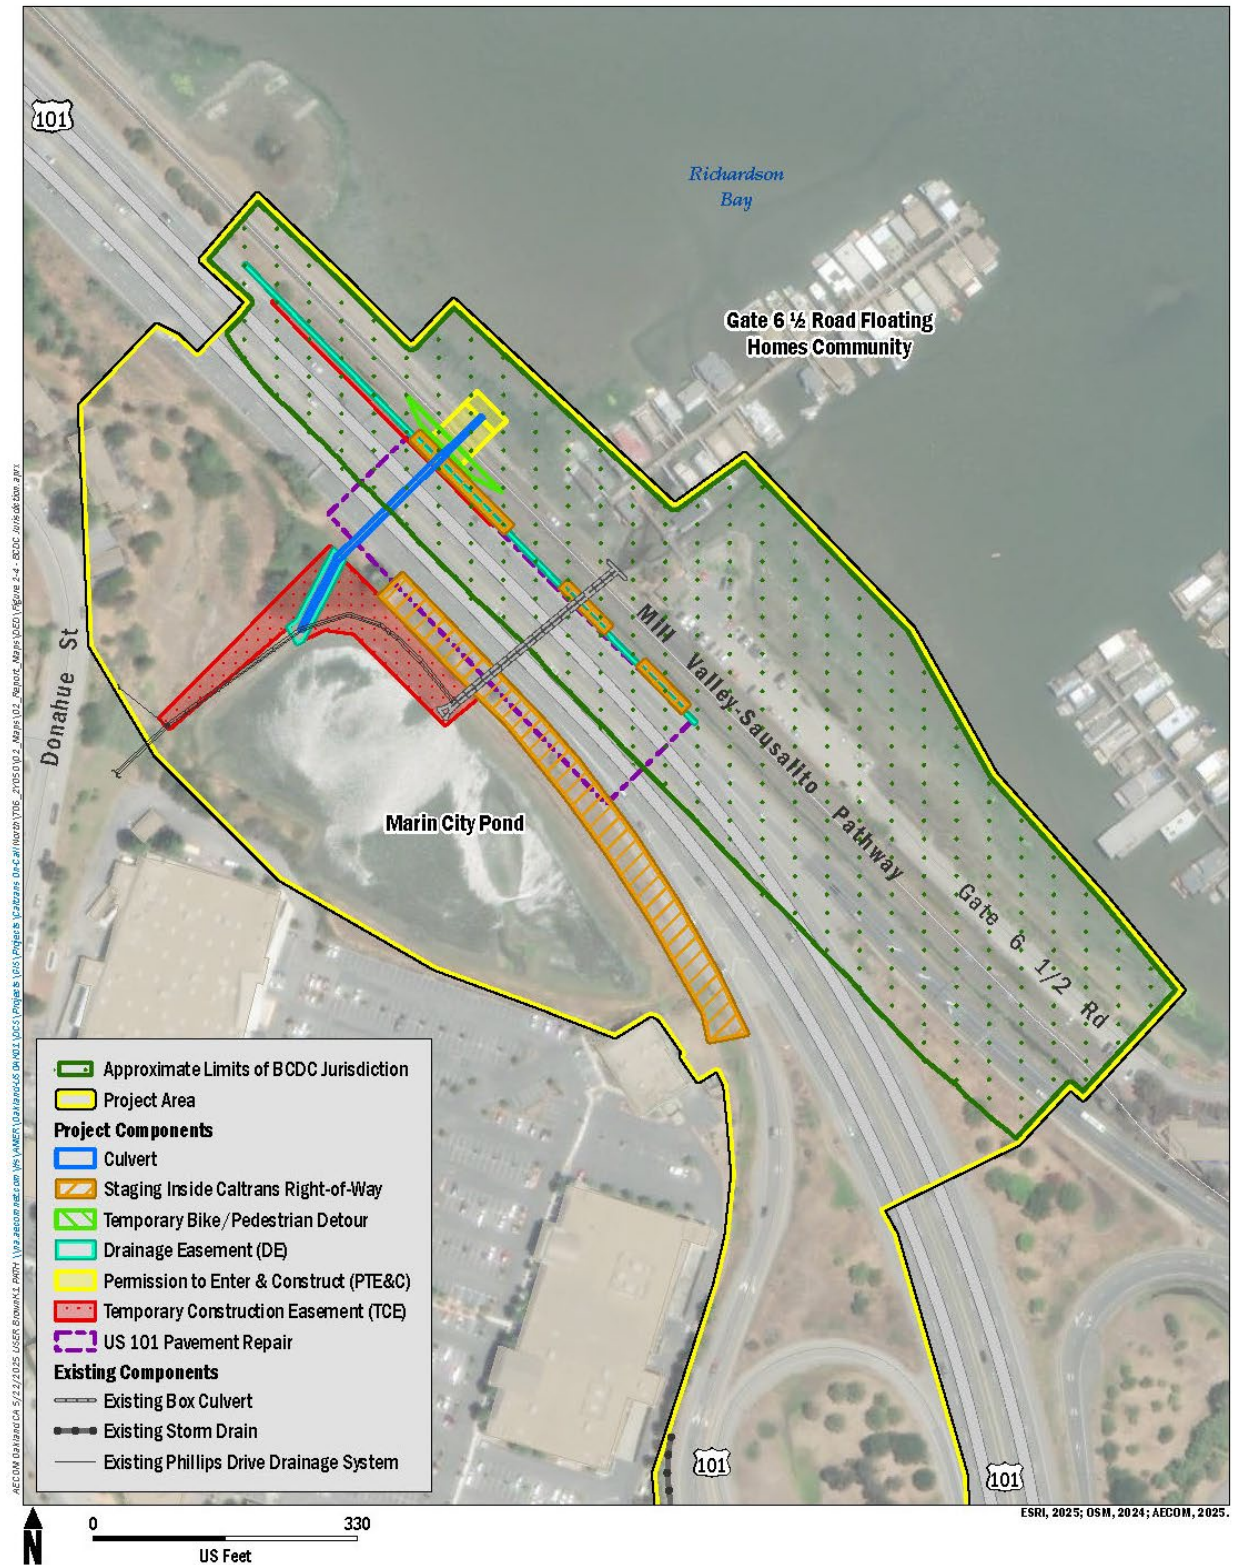 101
Richardson
Bay
Gate 6 ½ Road Floating
Homes Community
Mill Valley-Sausalito Pathway
Donahue St
Marin City Pond
Gate 6 1/2 Rd
Approximate Limits of BCDC Jurisdiction
Project Area
Project Components
Culvert
Staging Inside Caltrans Right-of-Way
Temporary Bike/Pedestrian Detour
Drainage Easement (DE)
Permission to Enter & Construct (PTE&C)
Temporary Construction Easement (TCE)
US 101 Pavement Repair
Existing Components
Existing Box Culvert
Existing Storm Drain
Existing Phillips Drive Drainage System
101
101
ESRI, 2025; OSM, 2024; AECOM, 2025.
N
0 330
US Feet